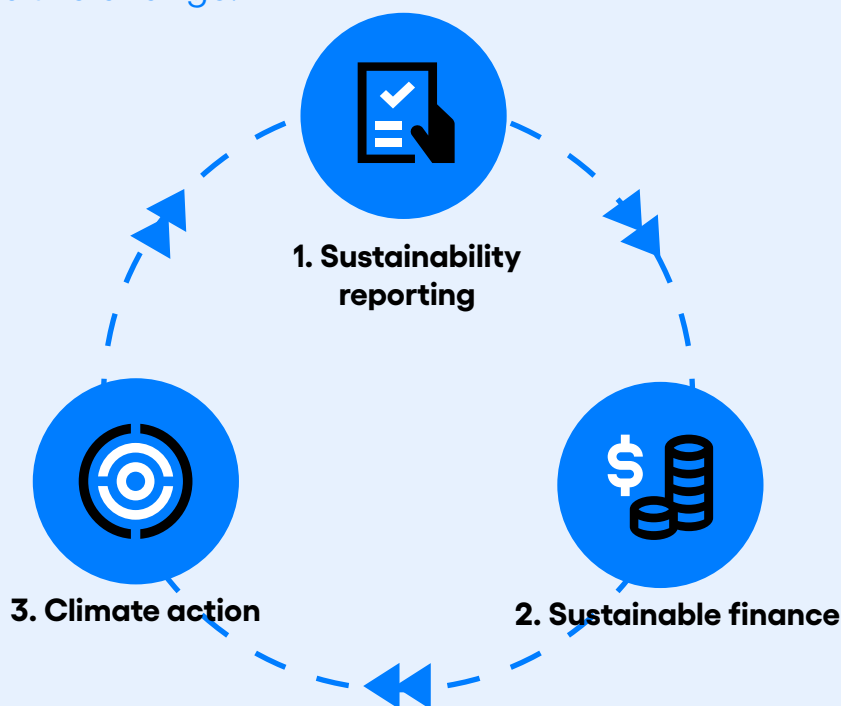 1. Sustainability
reporting
3. Climate action
2. Sustainable finance
$